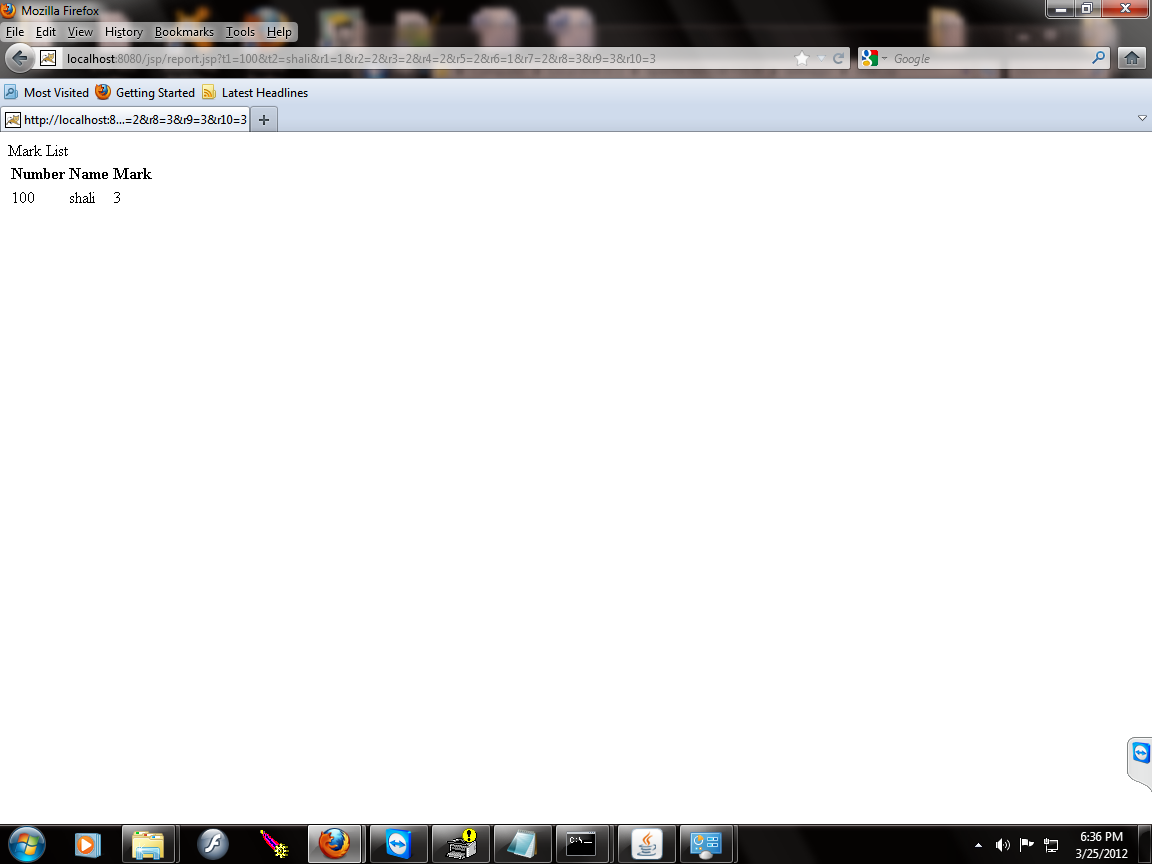 Mozilla Firefox
File Edit View History Bookmarks Tools Help
localhost:8080/jsp/report.jsp?t1=100&t2=shali&r1=1&r2=2&r3=2&r4=2&r5=2&r6=1&r7=2&r8=3&r9=3&r10=3 Google
Most Visited Getting Started Latest Headlines
http://localhost:8...=2&r8=3&r9=3&r10=3
Mark List
Number Name Mark
100 shali 3
C:\
6:36 PM
3/25/2012